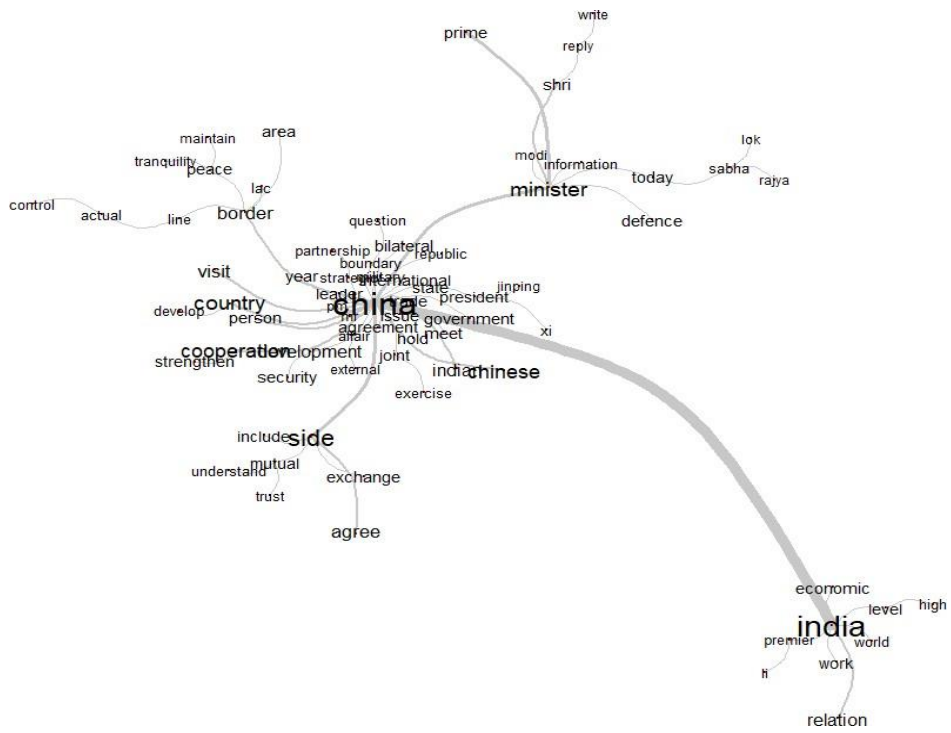 write
prime
reply
shri
area
maintain
lok
tranquility
peace
modi
information
sabha
today
rajya
lac
minister
control
actual
line
border
question
defence
bilateral
partnership
republic
boundary
visit
year
strategic
military
international
state
jinping
leader
president
country
china
trade
develop
person
issue
government
agreement
meet
xi
affair
hold
cooperation
development
joint
strengthen
external
indian
chinese
security
exercise
include
side
mutual
understand
exchange
trust
agree
economic
level
high
india
premier
world
work
li
relation